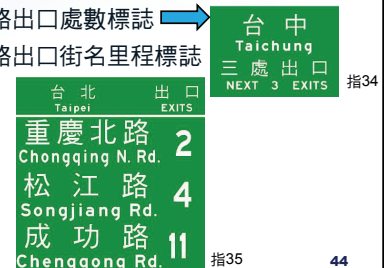 路出口處數標誌
路出口街名里程標誌
台中
Taichung
三處出口
NEXT 3 EXITS
指34
台北 出口
Taipei EXITS
重慶北路 2
Chongqing N. Rd.
松江路 4
Songjiang Rd.
成功路 11
Chenggong Rd.
指35
44